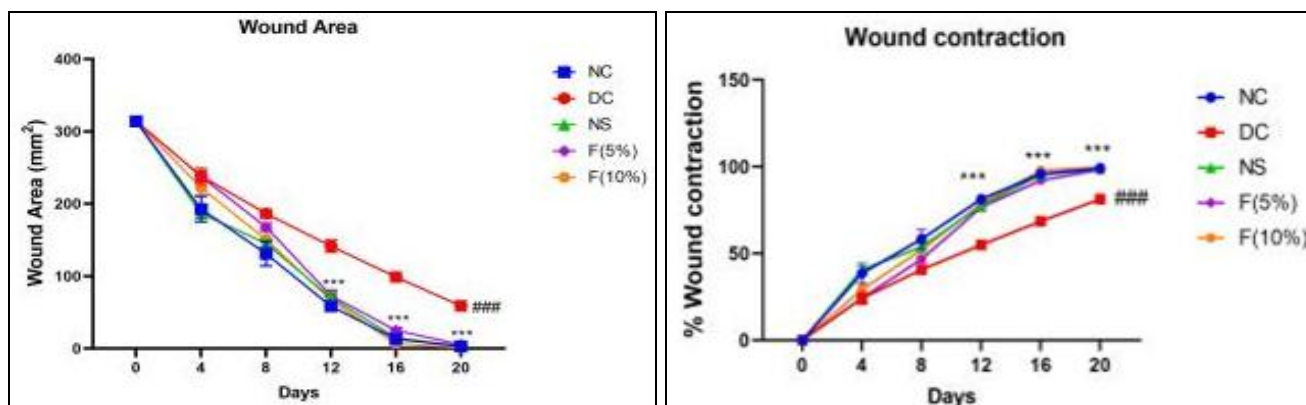 Wound Area
400
300
200
100
0
Wound Area (mm²)
0 4 8 12 16 20
Days
***
***
***
###
NC
DC
NS
F(5%)
F(10%)
Wound contraction
150
100
50
0
% Wound contraction
0 4 8 12 16 20
Days
***
***
***
###
NC
DC
NS
F(5%)
F(10%)